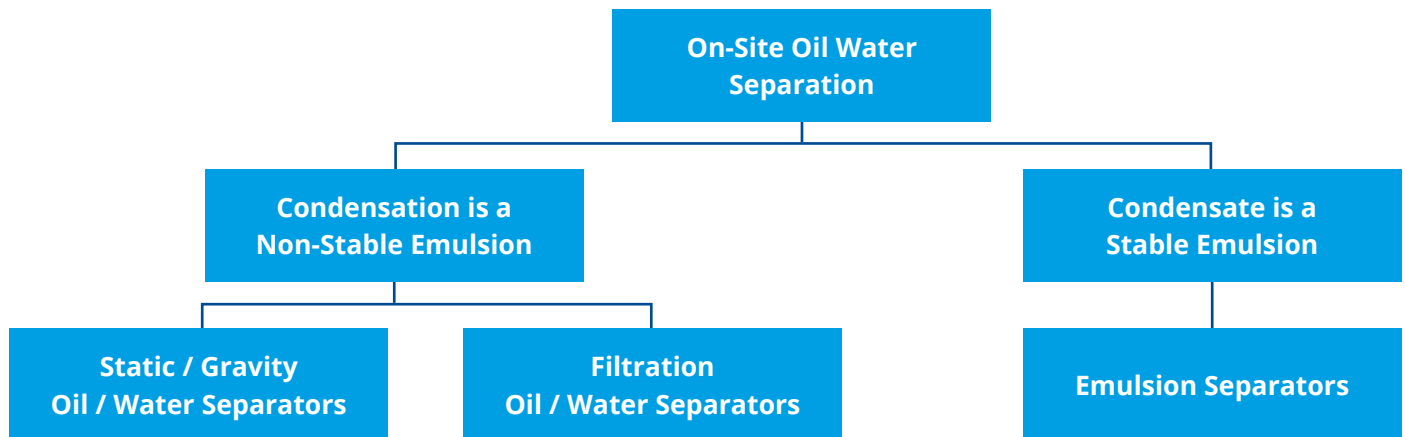 On-Site Oil Water
Separation
Condensation is a
Non-Stable Emulsion
Condensate is a
Stable Emulsion
Static / Gravity
Oil / Water Separators
Filtration
Oil / Water Separators
Emulsion Separators